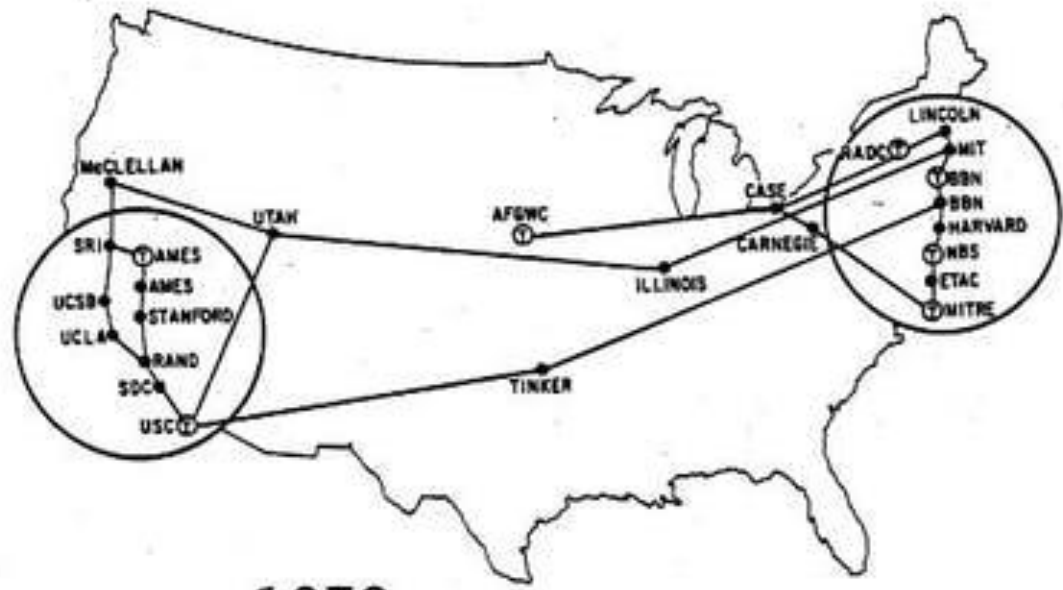 LINCOLN
MIT
McCLELLAN
BBN
CASE
UTAH
AFGWC
T
BBN
CARNEGIE
HARVARD
SRI
T AMES
T NBS
AMES
ILLINOIS
ETAC
UCSB
STANFORD
T MITRE
UCLA
RAND
SDC
TINKER
USC T